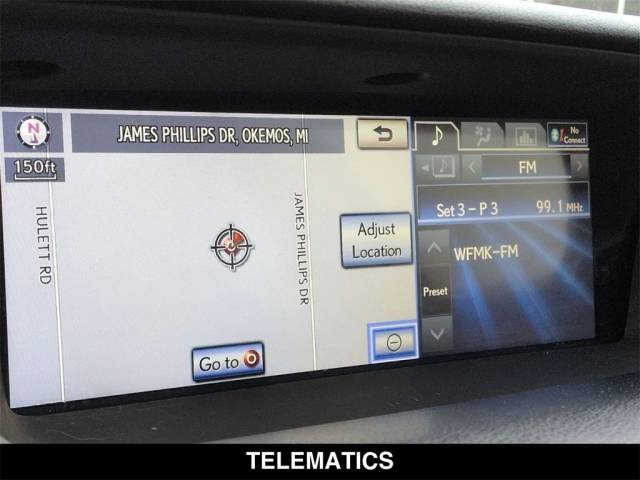 N
JAMES PHILLIPS DR, OKEMOS, MI
150ft
HULETT RD
JAMES PHILLIPS DR
Adjust
Location
Go to
No
Connect
FM
Set 3 - P 3 99.1 MHz
WFMK-FM
Preset
TELEMATICS